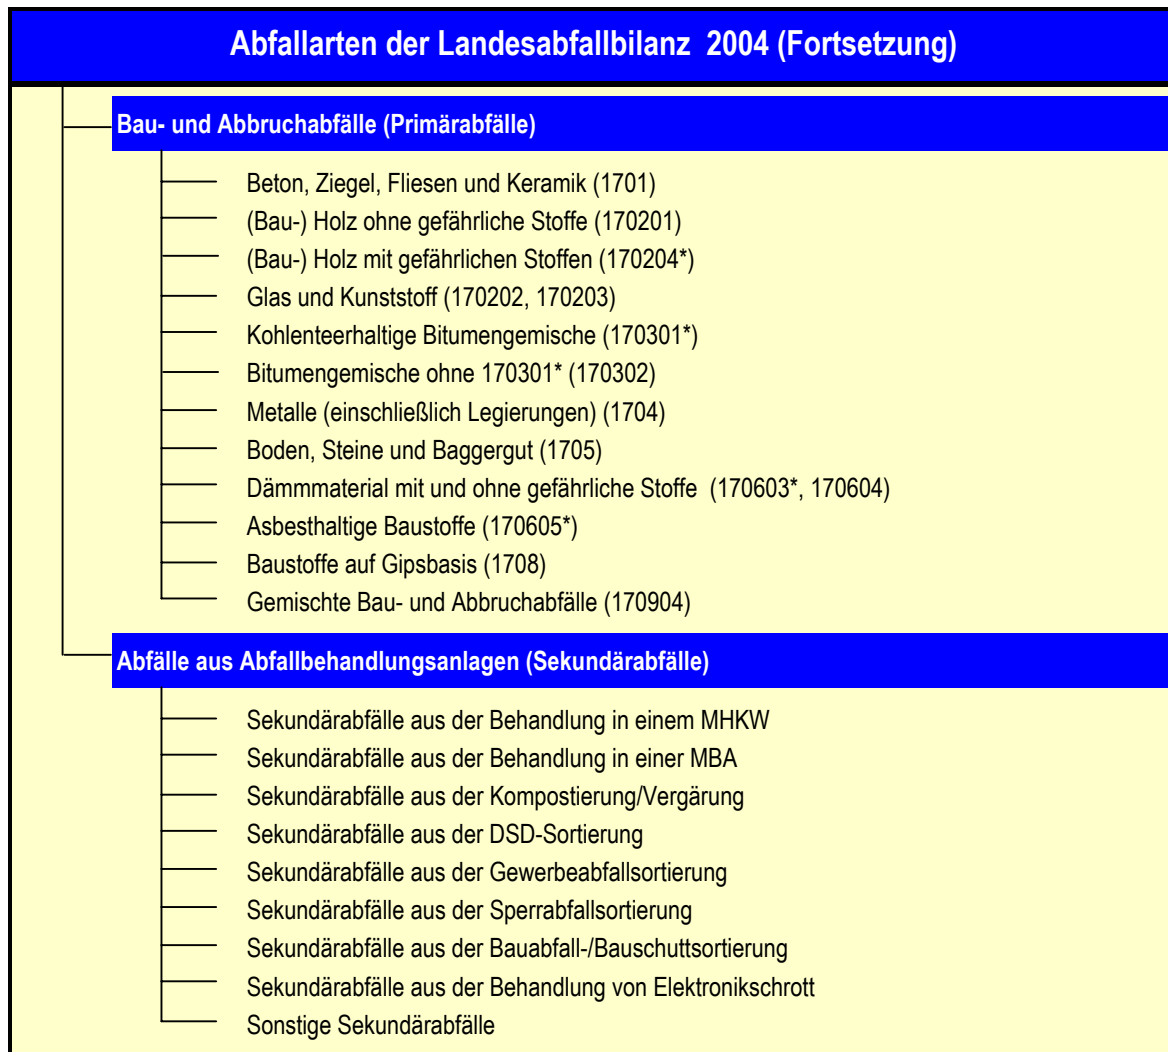 Abfallarten der Landesabfallbilanz 2004 (Fortsetzung)
Bau- und Abbruchabfälle (Primärabfälle)
Beton, Ziegel, Fliesen und Keramik (1701)
(Bau-) Holz ohne gefährliche Stoffe (170201)
(Bau-) Holz mit gefährlichen Stoffen (170204*)
Glas und Kunststoff (170202, 170203)
Kohlenteerhaltige Bitumengemische (170301*)
Bitumengemische ohne 170301* (170302)
Metalle (einschließlich Legierungen) (1704)
Boden, Steine und Baggergut (1705)
Dämmmaterial mit und ohne gefährliche Stoffe (170603*, 170604)
Asbesthaltige Baustoffe (170605*)
Baustoffe auf Gipsbasis (1708)
Gemischte Bau- und Abbruchabfälle (170904)
Abfälle aus Abfallbehandlungsanlagen (Sekundärabfälle)
Sekundärabfälle aus der Behandlung in einem MHKW
Sekundärabfälle aus der Behandlung in einer MBA
Sekundärabfälle aus der Kompostierung/Vergärung
Sekundärabfälle aus der DSD-Sortierung
Sekundärabfälle aus der Gewerbeabfallsortierung
Sekundärabfälle aus der Sperrabfallsortierung
Sekundärabfälle aus der Bauabfall-/Bauschuttsortierung
Sekundärabfälle aus der Behandlung von Elektronikschrott
Sonstige Sekundärabfälle